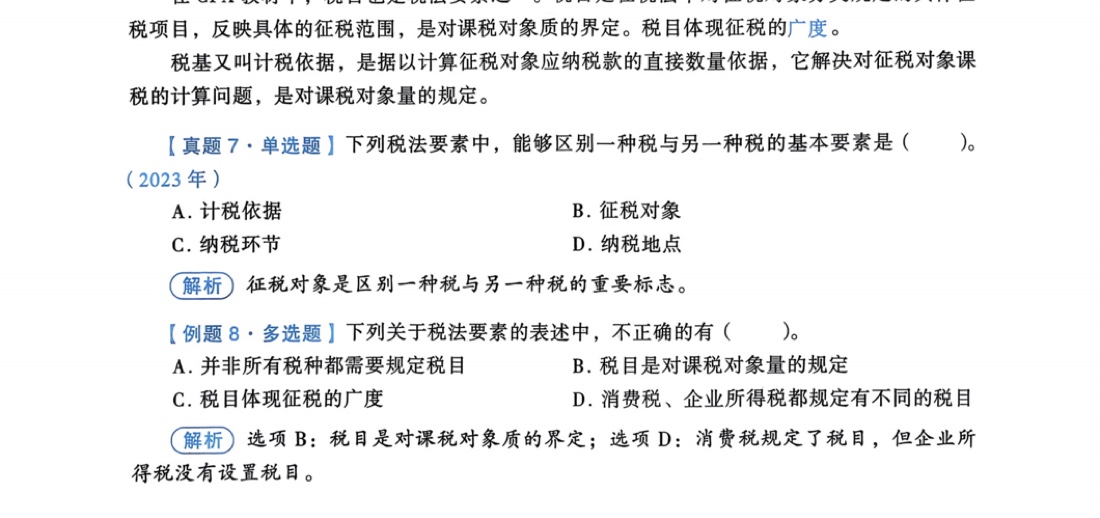 税项目，反映具体的征税范围，是对课税对象质的界定。税目体现征税的广度。
税基又叫计税依据，是据以计算征税对象应纳税款的直接数量依据，它解决对征税对象课
税的计算问题，是对课税对象量的规定。
【真题 7·单选题】下列税法要素中，能够区别一种税与另一种税的基本要素是（　　）。
（2023 年）
A. 计税依据　B. 征税对象
C. 纳税环节　D. 纳税地点
解析 征税对象是区别一种税与另一种税的重要标志。
【例题 8·多选题】下列关于税法要素的表述中，不正确的有（　　）。
A. 并非所有税种都需要规定税目　B. 税目是对课税对象量的规定
C. 税目体现征税的广度　D. 消费税、企业所得税都规定有不同的税目
解析 选项 B：税目是对课税对象质的界定；选项 D：消费税规定了税目，但企业所
得税没有设置税目。